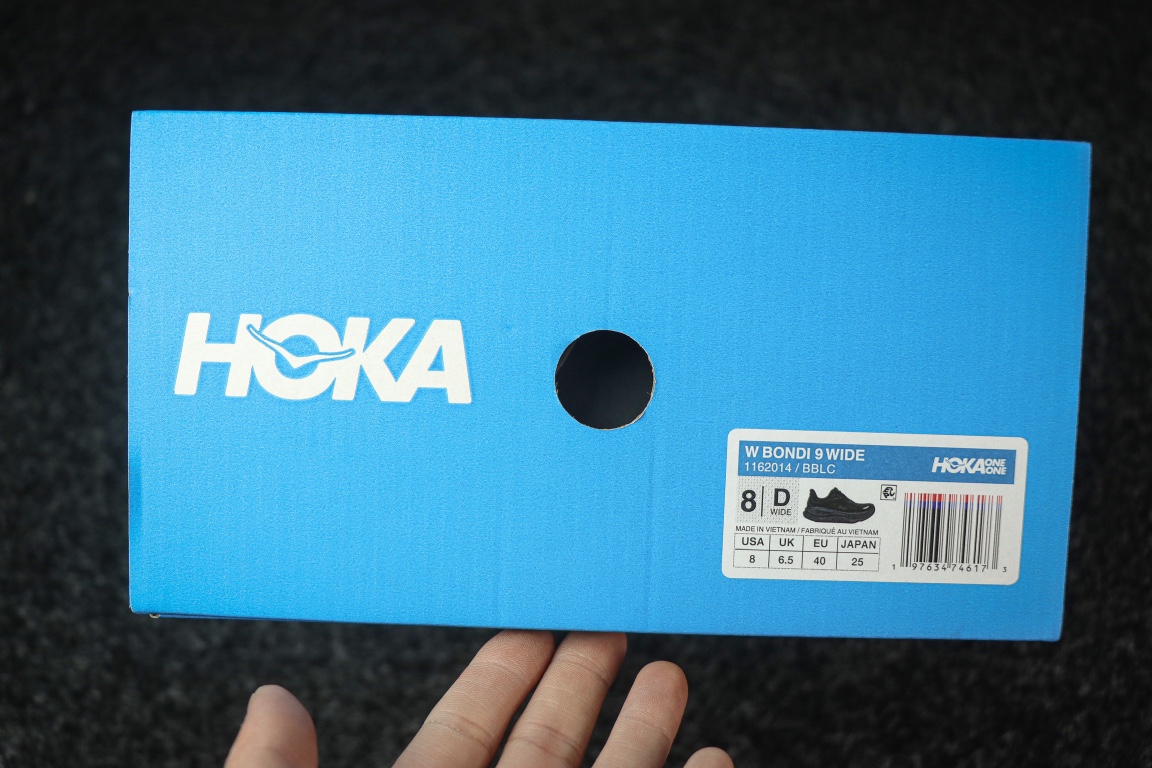 HOKA
W BONDI 9 WIDE
1162014 / BBLC
HOKA ONE ONE
8 D
WIDE
MADE IN VIETNAM / FABRIQUÉ AU VIETNAM
USA UK EU JAPAN
8 6.5 40 25
1 97634 74617 3